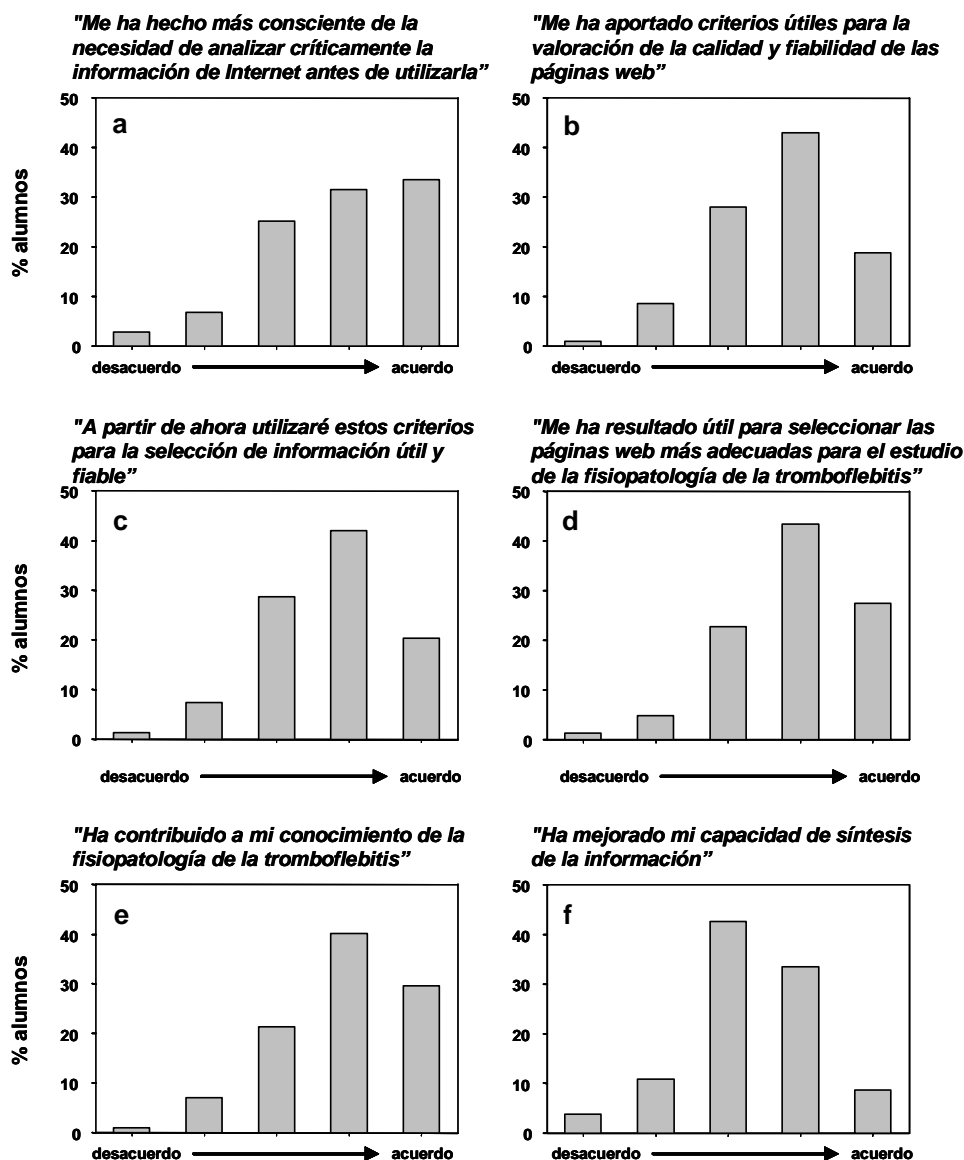 "Me ha hecho más consciente de la
necesidad de analizar críticamente la
información de Internet antes de utilizarla”
50
a
40
30
20
10
0
% alumnos
desacuerdo
acuerdo
"Me ha aportado criterios útiles para la
valoración de la calidad y fiabilidad de las
páginas web”
50
b
40
30
20
10
0
desacuerdo
acuerdo
"A partir de ahora utilizaré estos criterios
para la selección de información útil y
fiable”
50
c
40
30
20
10
0
% alumnos
desacuerdo
acuerdo
"Me ha resultado útil para seleccionar las
páginas web más adecuadas para el estudio
de la fisiopatología de la tromboflebitis”
50
d
40
30
20
10
0
desacuerdo
acuerdo
"Ha contribuido a mi conocimiento de la
fisiopatología de la tromboflebitis”
50
e
40
30
20
10
0
% alumnos
desacuerdo
acuerdo
"Ha mejorado mi capacidad de síntesis
de la información”
50
f
40
30
20
10
0
desacuerdo
acuerdo